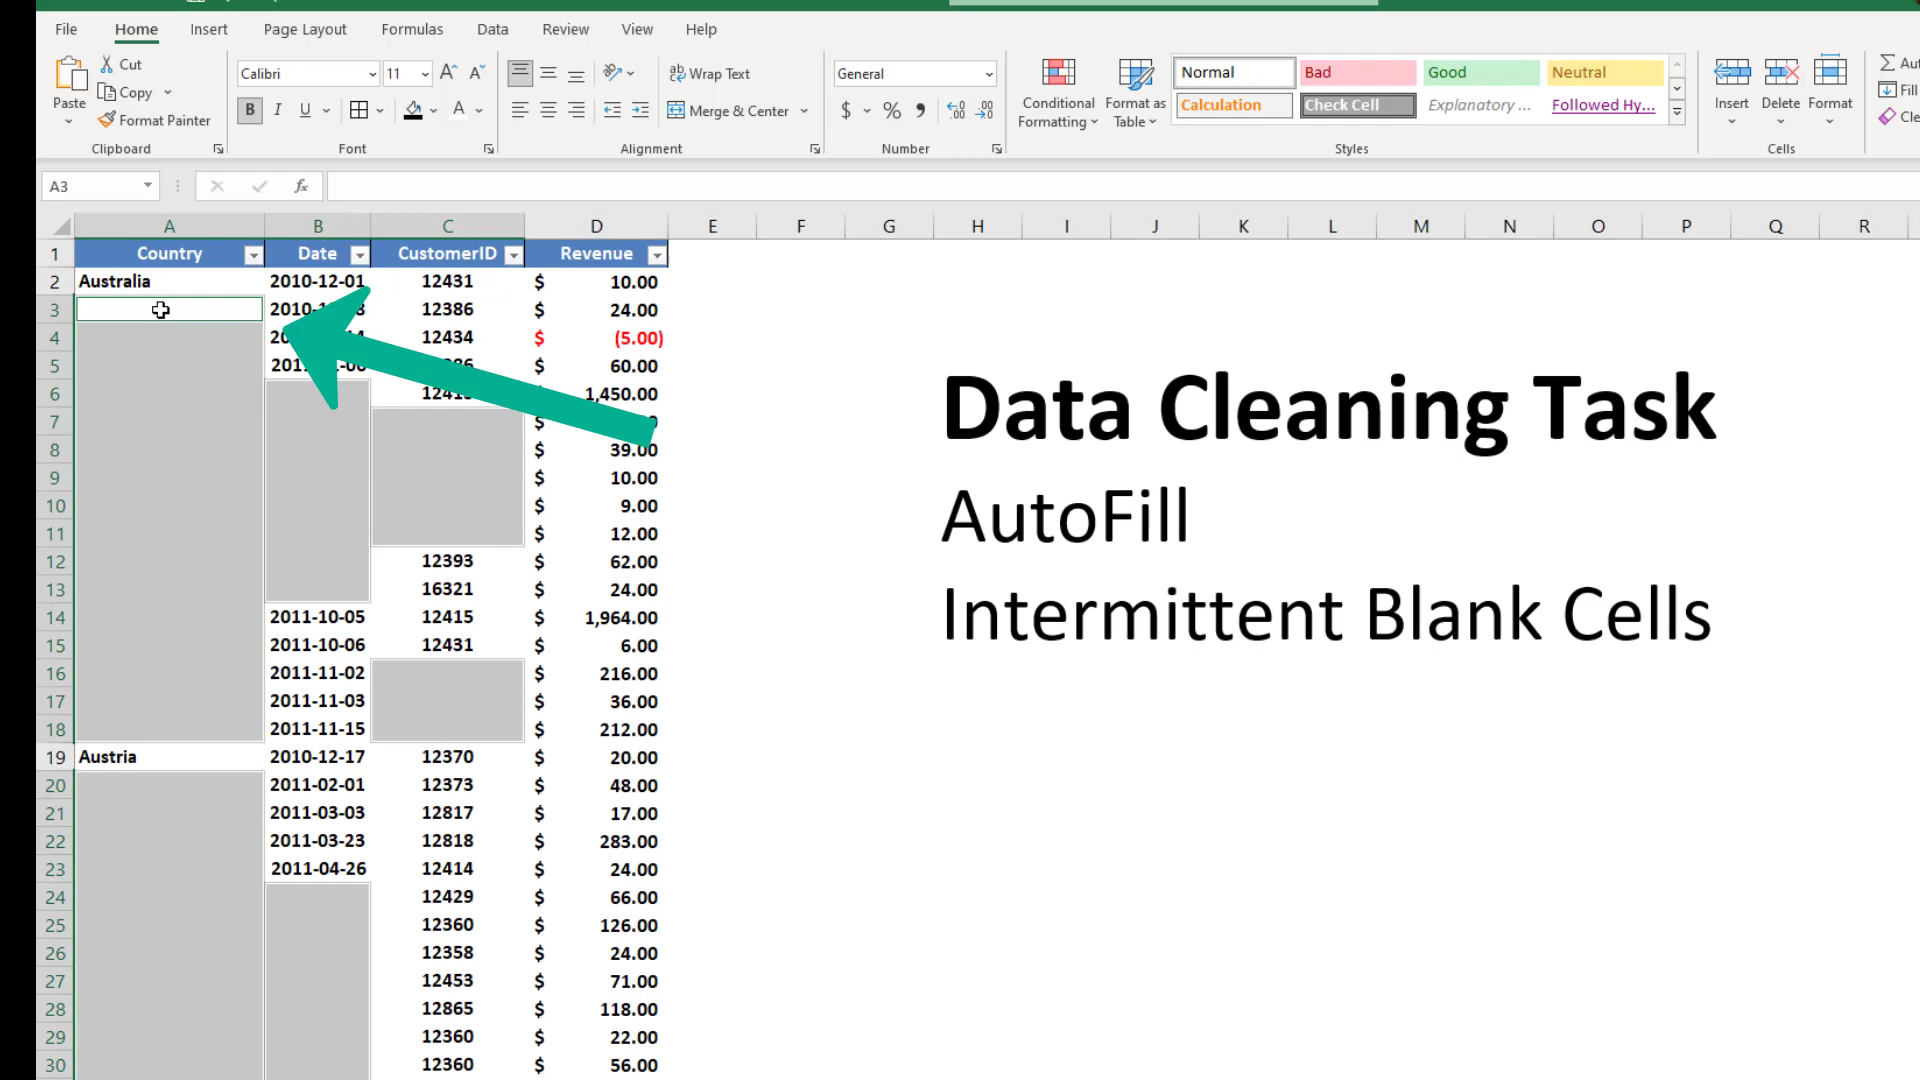 File Home Insert Page Layout Formulas Data Review View Help
Cut
Copy
Format Painter
Paste
Clipboard
Calibri 11
B I U
Font
Wrap Text
Merge & Center
Alignment
General
$ %
Number
Conditional Formatting
Format as Table
Normal Bad Good Neutral
Calculation Check Cell Explanatory ... Followed Hy...
Styles
Insert Delete Format
Cells
Fill
A3
fx
A B C D E F G H I J K L M N O P Q R
1 Country Date CustomerID Revenue
2 Australia 2010-12-01 12431 $ 10.00
3 12386 $ 24.00
4 12434 $ (5.00)
5 $ 60.00
6 1,450.00
7 $
8 $ 39.00
9 $ 10.00
10 $ 9.00
11 $ 12.00
12 12393 $ 62.00
13 16321 $ 24.00
14 2011-10-05 12415 $ 1,964.00
15 2011-10-06 12431 $ 6.00
16 2011-11-02 $ 216.00
17 2011-11-03 $ 36.00
18 2011-11-15 $ 212.00
19 Austria 2010-12-17 12370 $ 20.00
20 2011-02-01 12373 $ 48.00
21 2011-03-03 12817 $ 17.00
22 2011-03-23 12818 $ 283.00
23 2011-04-26 12414 $ 24.00
24 12429 $ 66.00
25 12360 $ 126.00
26 12358 $ 24.00
27 12453 $ 71.00
28 12865 $ 118.00
29 12360 $ 22.00
30 12360 $ 56.00
Data Cleaning Task
AutoFill
Intermittent Blank Cells